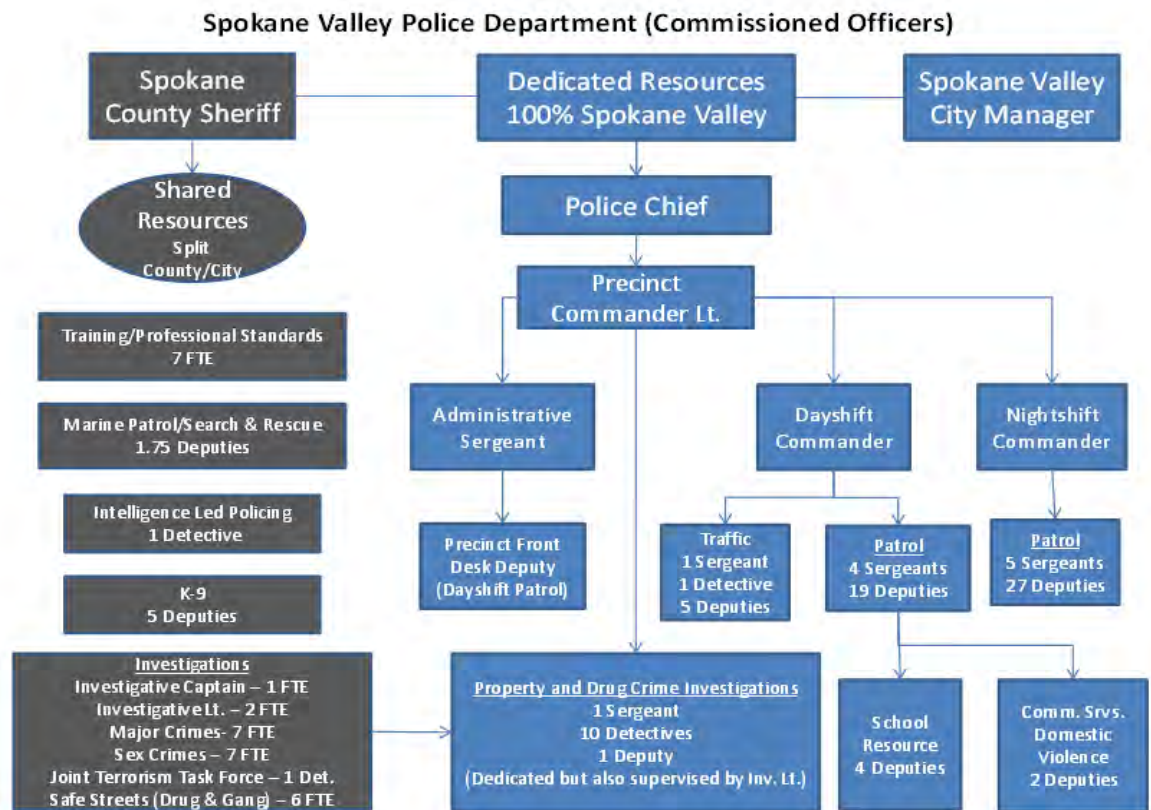 Spokane Valley Police Department (Commissioned Officers)
Spokane
County Sheriff
Dedicated Resources
100% Spokane Valley
Spokane Valley
City Manager
Shared
Resources
Split
County/City
Police Chief
Precinct
Commander Lt.
Training/Professional Standards
7 FTE
Marine Patrol/Search & Rescue
1.75 Deputies
Intelligence Led Policing
1 Detective
K-9
5 Deputies
Administrative
Sergeant
Dayshift
Commander
Nightshift
Commander
Precinct Front
Desk Deputy
(Dayshift Patrol)
Traffic
1 Sergeant
1 Detective
5 Deputies
Patrol
4 Sergeants
19 Deputies
Patrol
5 Sergeants
27 Deputies
Investigations
Investigative Captain – 1 FTE
Investigative Lt. – 2 FTE
Major Crimes- 7 FTE
Sex Crimes – 7 FTE
Joint Terrorism Task Force – 1 Det.
Safe Streets (Drug & Gang) – 6 FTE
Property and Drug Crime Investigations
1 Sergeant
10 Detectives
1 Deputy
(Dedicated but also supervised by Inv. Lt.)
School
Resource
4 Deputies
Comm. Srvs.
Domestic
Violence
2 Deputies